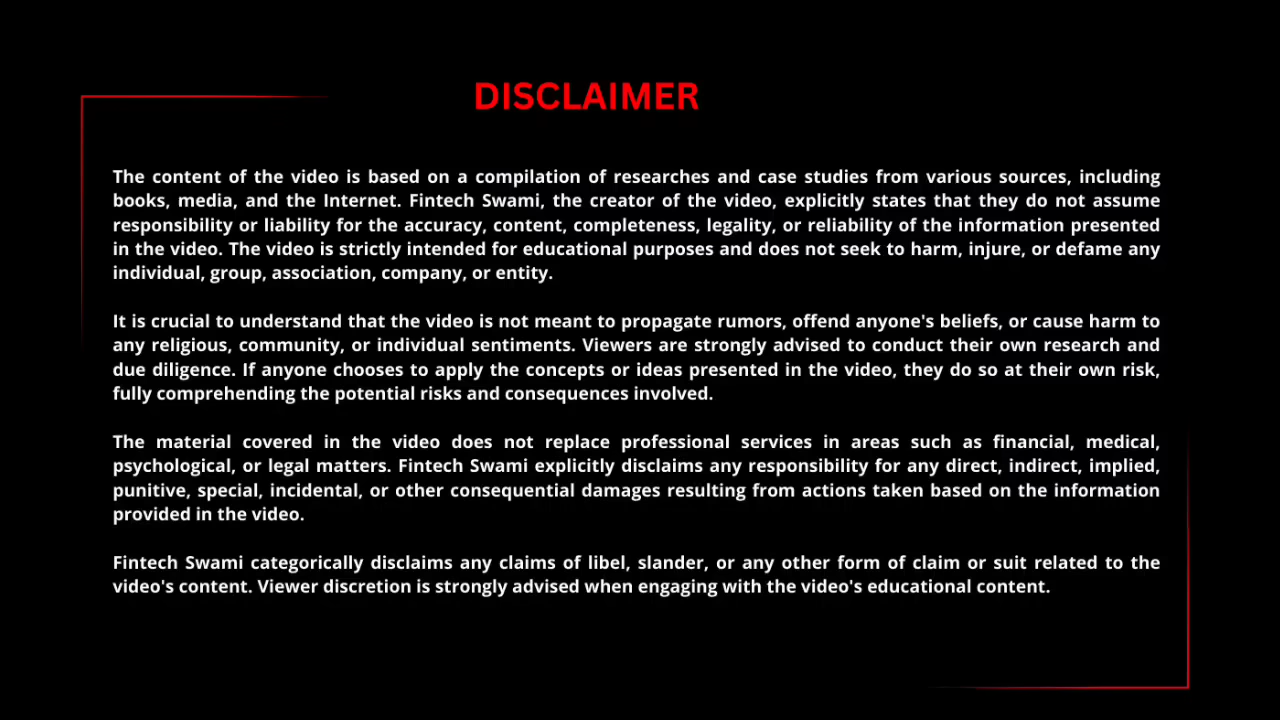 DISCLAIMER
The content of the video is based on a compilation of researches and case studies from various sources, including
books, media, and the Internet. Fintech Swami, the creator of the video, explicitly states that they do not assume
responsibility or liability for the accuracy, content, completeness, legality, or reliability of the information presented
in the video. The video is strictly intended for educational purposes and does not seek to harm, injure, or defame any
individual, group, association, company, or entity.
It is crucial to understand that the video is not meant to propagate rumors, offend anyone's beliefs, or cause harm to
any religious, community, or individual sentiments. Viewers are strongly advised to conduct their own research and
due diligence. If anyone chooses to apply the concepts or ideas presented in the video, they do so at their own risk,
fully comprehending the potential risks and consequences involved.
The material covered in the video does not replace professional services in areas such as financial, medical,
psychological, or legal matters. Fintech Swami explicitly disclaims any responsibility for any direct, indirect, implied,
punitive, special, incidental, or other consequential damages resulting from actions taken based on the information
provided in the video.
Fintech Swami categorically disclaims any claims of libel, slander, or any other form of claim or suit related to the
video's content. Viewer discretion is strongly advised when engaging with the video's educational content.